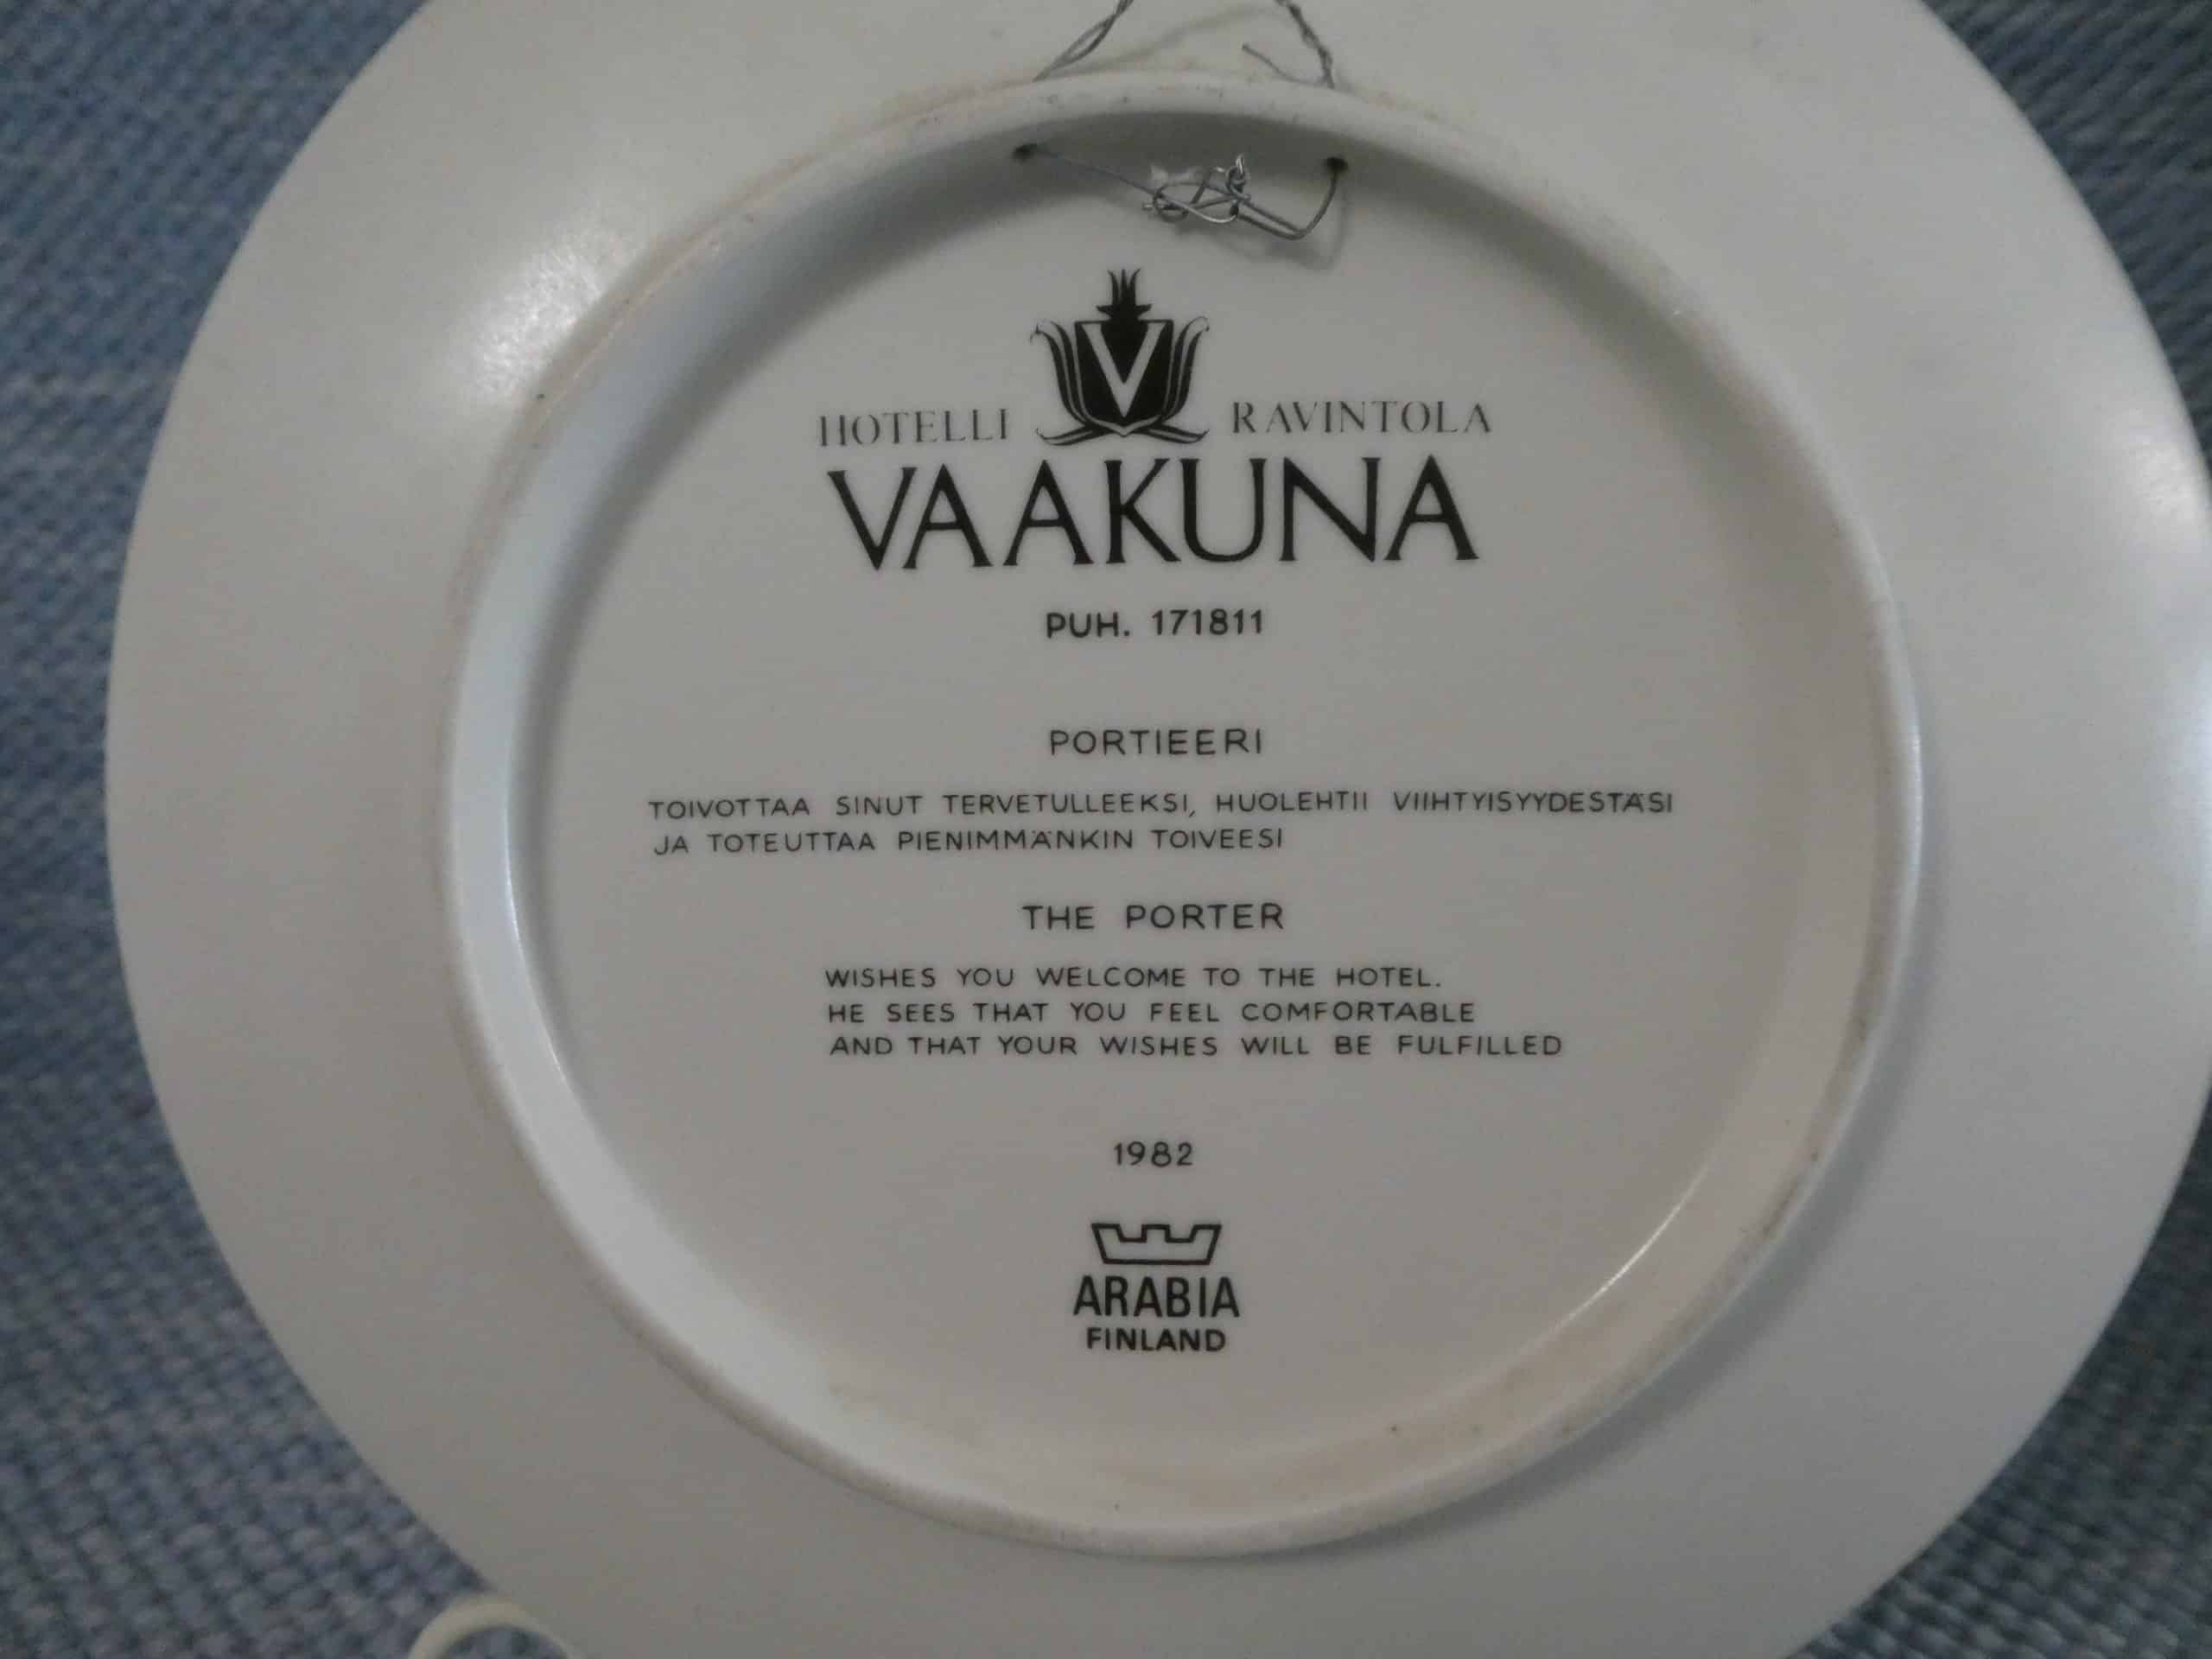 HOTELLI V RAVINTOLA
VAAKUNA
PUH. 171811
PORTIEERI
TOIVOTTAA SINUT TERVETULLEEKSI, HUOLEHTII VIIHTYISYYDESTÄSI
JA TOTEUTTAA PIENIMMÄNKIN TOIVEESI
THE PORTER
WISHES YOU WELCOME TO THE HOTEL.
HE SEES THAT YOU FEEL COMFORTABLE
AND THAT YOUR WISHES WILL BE FULFILLED
1982
ARABIA
FINLAND